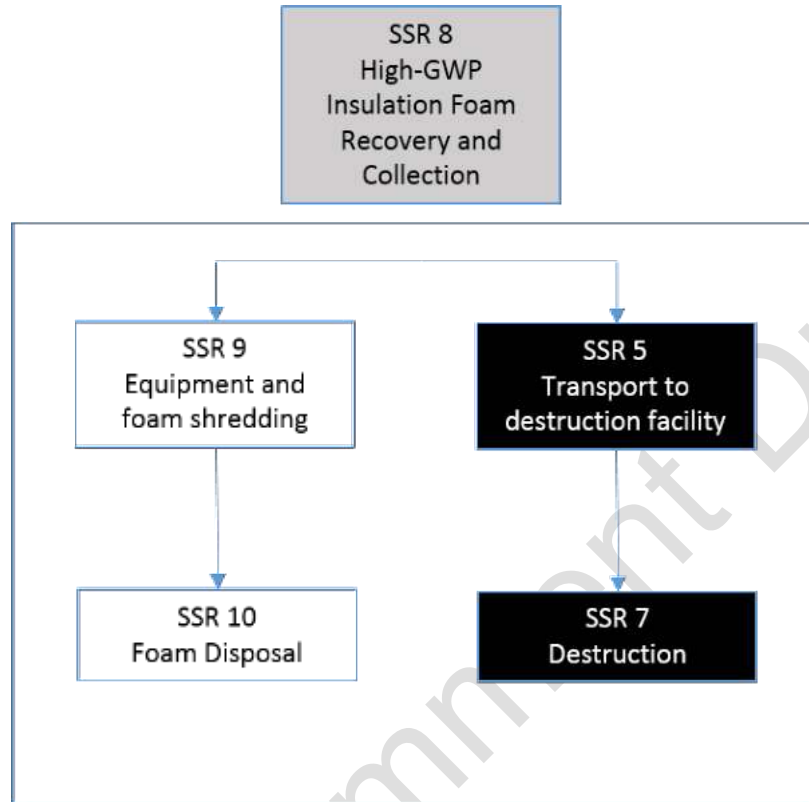 SSR 8
High-GWP
Insulation Foam
Recovery and
Collection
SSR 9
Equipment and
foam shredding
SSR 5
Transport to
destruction facility
SSR 10
Foam Disposal
SSR 7
Destruction